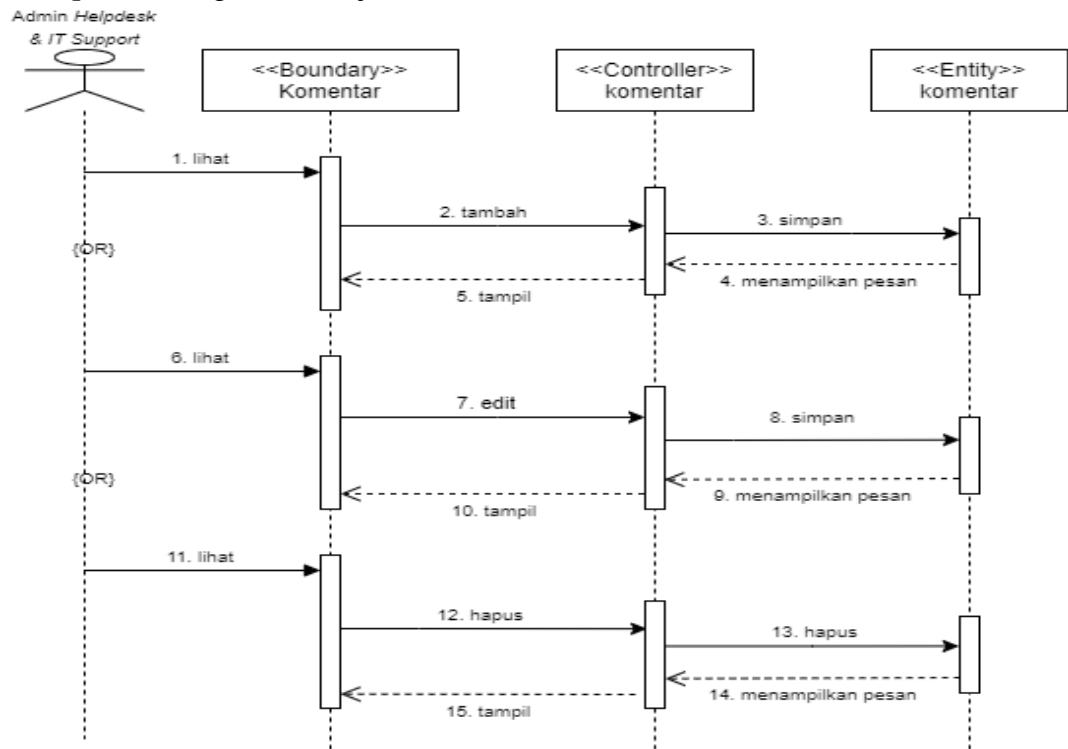 Admin Helpdesk
& IT Support
<<Boundary>>
Komentar
<<Controller>>
komentar
<<Entity>>
komentar
1. lihat
2. tambah
3. simpan
{OR}
4. menampilkan pesan
5. tampil
6. lihat
7. edit
8. simpan
{OR}
9. menampilkan pesan
10. tampil
11. lihat
12. hapus
13. hapus
14. menampilkan pesan
15. tampil